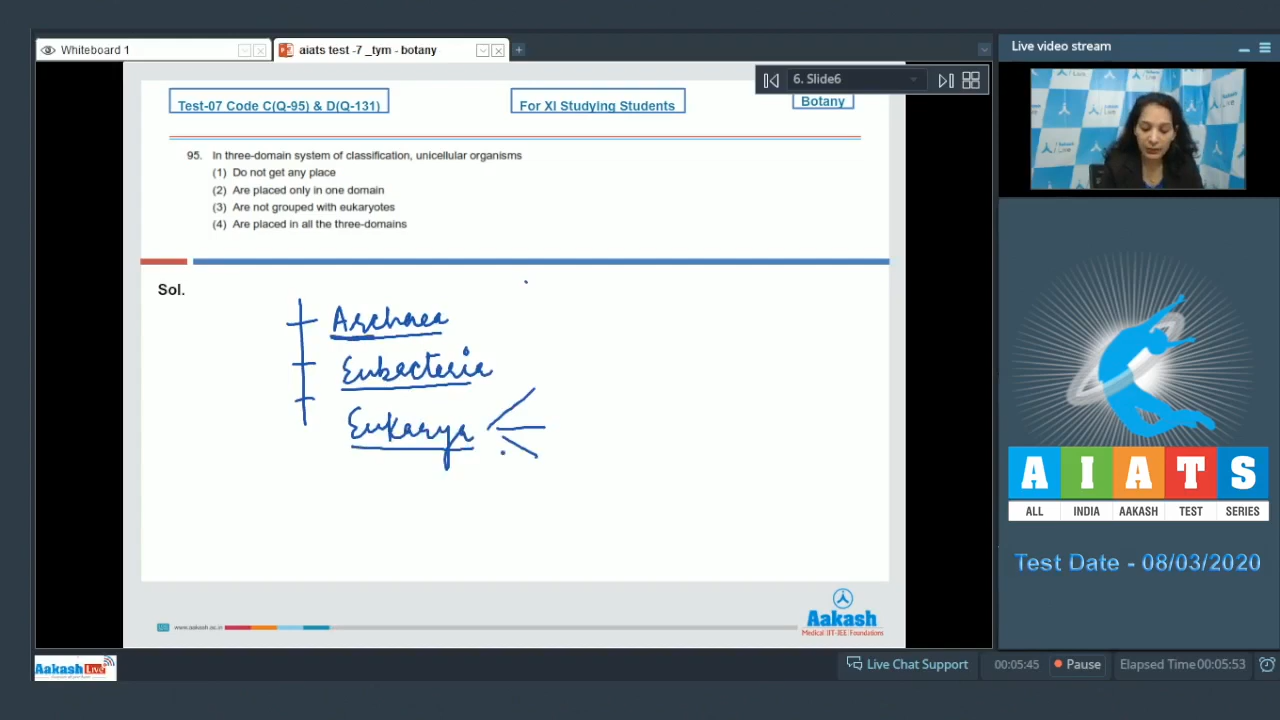 Whiteboard 1
aiats test -7 _tym - botany
Live video stream
6. Slide6
Test-07 Code C(Q-95) & D(Q-131)
For XI Studying Students
Botany
95. In three-domain system of classification, unicellular organisms
(1) Do not get any place
(2) Are placed only in one domain
(3) Are not grouped with eukaryotes
(4) Are placed in all the three-domains
Sol.
Archaea
Eubacteria
Eukarya
A I A T S
ALL INDIA AAKASH TEST SERIES
Test Date - 08/03/2020
www.aakash.ac.in
Aakash
Medical|IIT-JEE|Foundations
Aakash Live
Live Chat Support
00:05:45
Pause
Elapsed Time 00:05:53